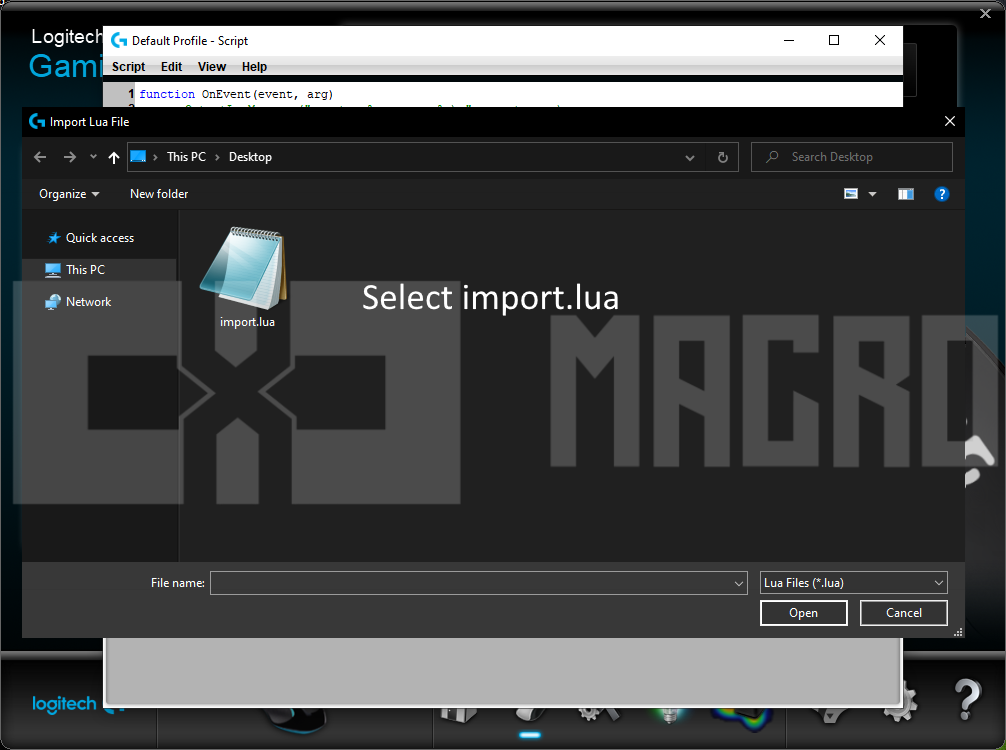 Logitech
Gami
Default Profile - Script
Script Edit View Help
1 function OnEvent(event, arg)
Import Lua File
This PC > Desktop
Search Desktop
Organize
New folder
Quick access
This PC
Network
import.lua
Select import.lua
MACRO
File name:
Lua Files (*.lua)
Open
Cancel
logitech